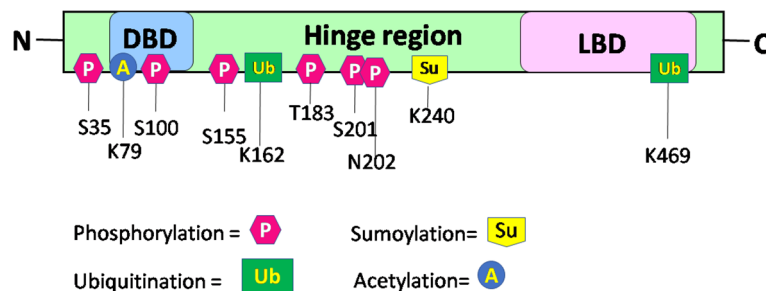 N DBD Hinge region LBD C
P A P P Ub P P P Su Ub
S35 S100 S155 T183 S201 K240
K79 K162 N202 K469
Phosphorylation = P Sumoylation= Su
Ubiquitination = Ub Acetylation= A